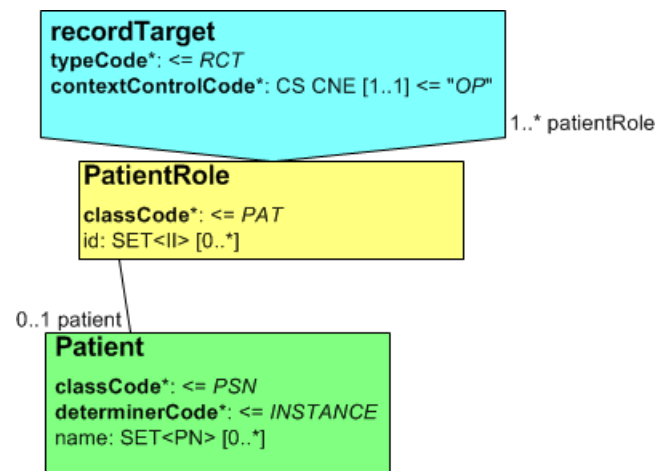 recordTarget
typeCode*: <= RCT
contextControlCode*: CS CNE [1..1] <= "OP"
1..* patientRole
PatientRole
classCode*: <= PAT
id: SET<II> [0..*]
0..1 patient
Patient
classCode*: <= PSN
determinerCode*: <= INSTANCE
name: SET<PN> [0..*]